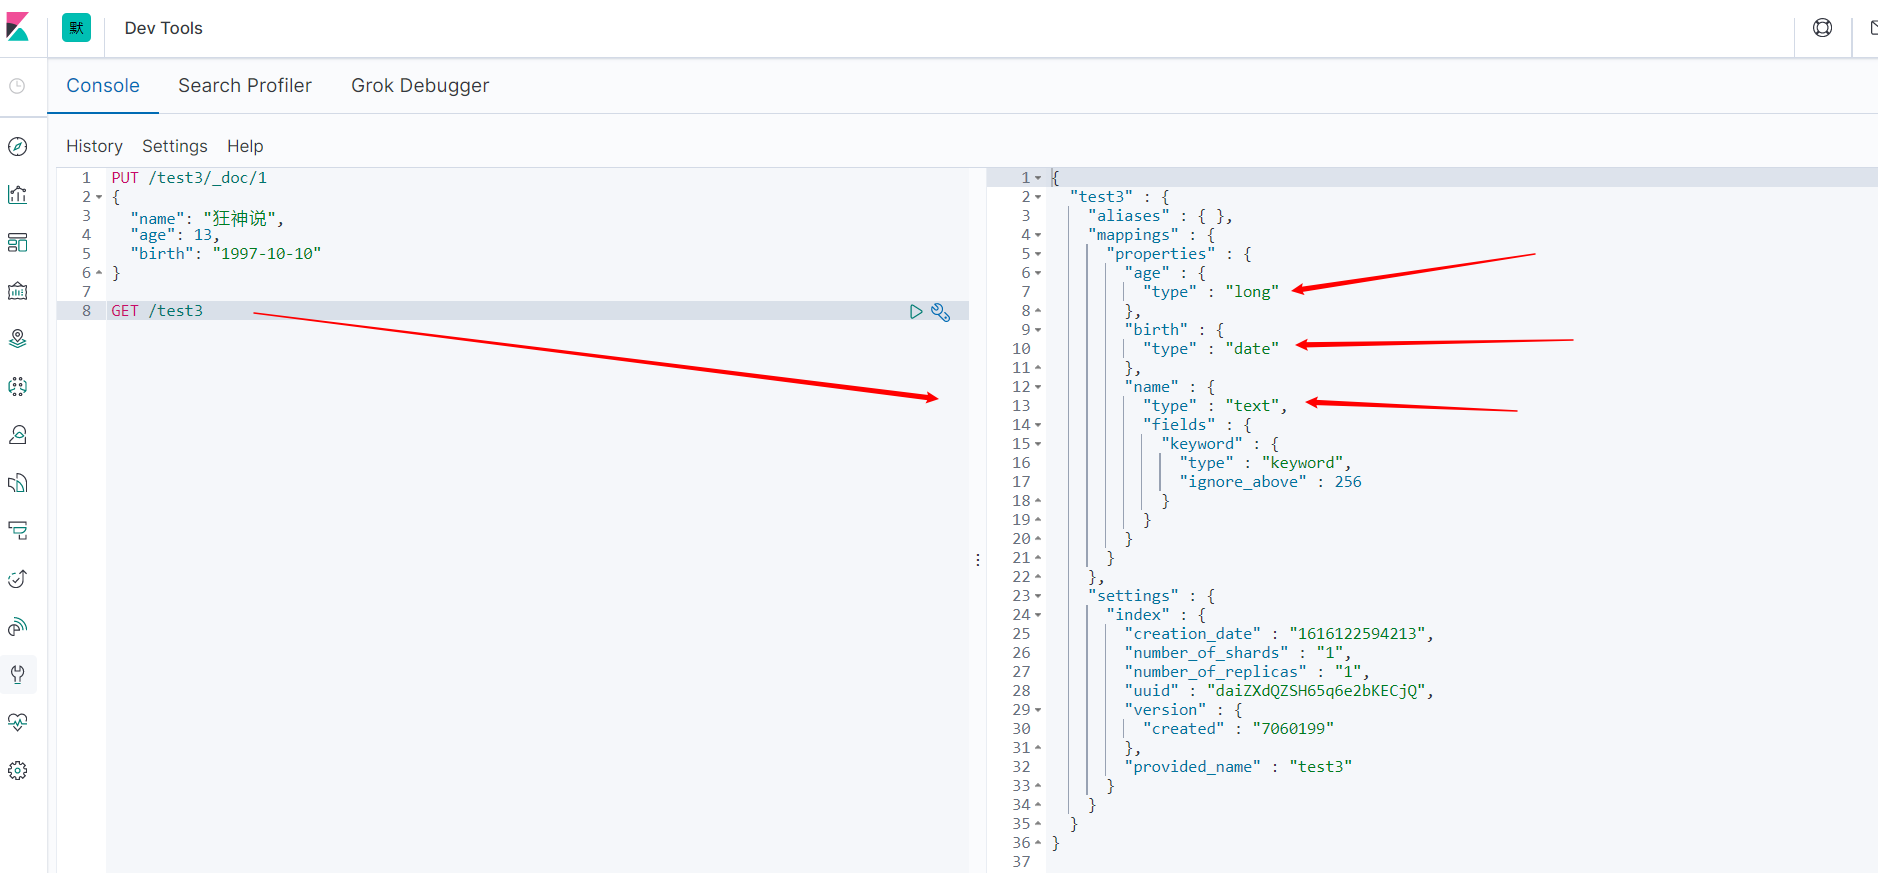 默 Dev Tools
Console Search Profiler Grok Debugger
History Settings Help
1 PUT /test3/_doc/1
2 {
3 "name": "狂神说",
4 "age": 13,
5 "birth": "1997-10-10"
6 }
7
8 GET /test3
1 {
2 "test3" : {
3 "aliases" : { },
4 "mappings" : {
5 "properties" : {
6 "age" : {
7 "type" : "long"
8 },
9 "birth" : {
10 "type" : "date"
11 },
12 "name" : {
13 "type" : "text",
14 "fields" : {
15 "keyword" : {
16 "type" : "keyword",
17 "ignore_above" : 256
18 }
19 }
20 }
21 }
22 },
23 "settings" : {
24 "index" : {
25 "creation_date" : "1616122594213",
26 "number_of_shards" : "1",
27 "number_of_replicas" : "1",
28 "uuid" : "daiZXdQZSH65q6e2bKECjQ",
29 "version" : {
30 "created" : "7060199"
31 },
32 "provided_name" : "test3"
33 }
34 }
35 }
36 }
37